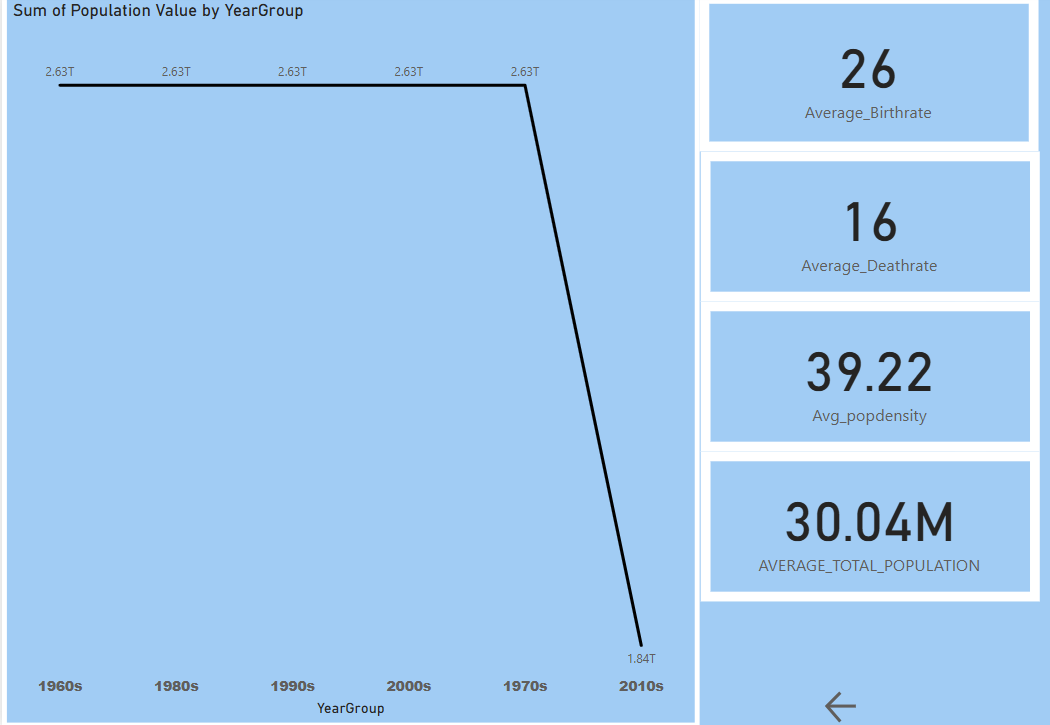 Sum of Population Value by YearGroup
2.63T 2.63T 2.63T 2.63T 2.63T
1.84T
1960s 1980s 1990s 2000s 1970s 2010s
YearGroup
26
Average_Birthrate
16
Average_Deathrate
39.22
Avg_popdensity
30.04M
AVERAGE_TOTAL_POPULATION